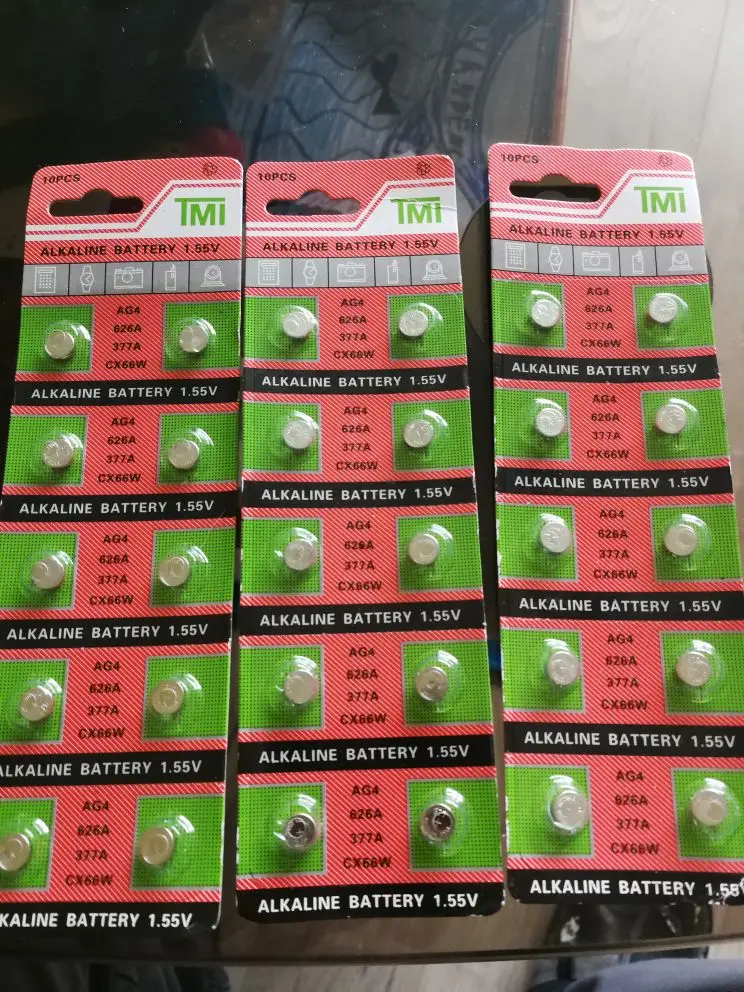 10PCS
TMI
ALKALINE BATTERY 1.55V
AG4
626A
377A
CX66W
ALKALINE BATTERY 1.55V
AG4
626A
377A
CX66W
ALKALINE BATTERY 1.55V
AG4
626A
377A
CX66W
ALKALINE BATTERY 1.55V
AG4
626A
377A
CX66W
ALKALINE BATTERY 1.55V
AG4
626A
377A
CX66W
KALINE BATTERY 1.55V
10PCS
TMI
ALKALINE BATTERY 1.55V
AG4
626A
377A
CX66W
ALKALINE BATTERY 1.55V
AG4
626A
377A
CX66W
ALKALINE BATTERY 1.55V
AG4
626A
377A
CX66W
ALKALINE BATTERY 1.55V
AG4
626A
377A
CX66W
ALKALINE BATTERY 1.55V
AG4
626A
377A
CX66W
ALKALINE BATTERY 1.55V
10PCS
TMI
ALKALINE BATTERY 1.55V
AG4
626A
377A
CX66W
ALKALINE BATTERY 1.55V
AG4
626A
377A
CX66W
ALKALINE BATTERY 1.55V
AG4
626A
377A
CX66W
ALKALINE BATTERY 1.55V
AG4
626A
377A
CX66W
ALKALINE BATTERY 1.55V
AG4
626A
377A
CX66W
ALKALINE BATTERY 1.55